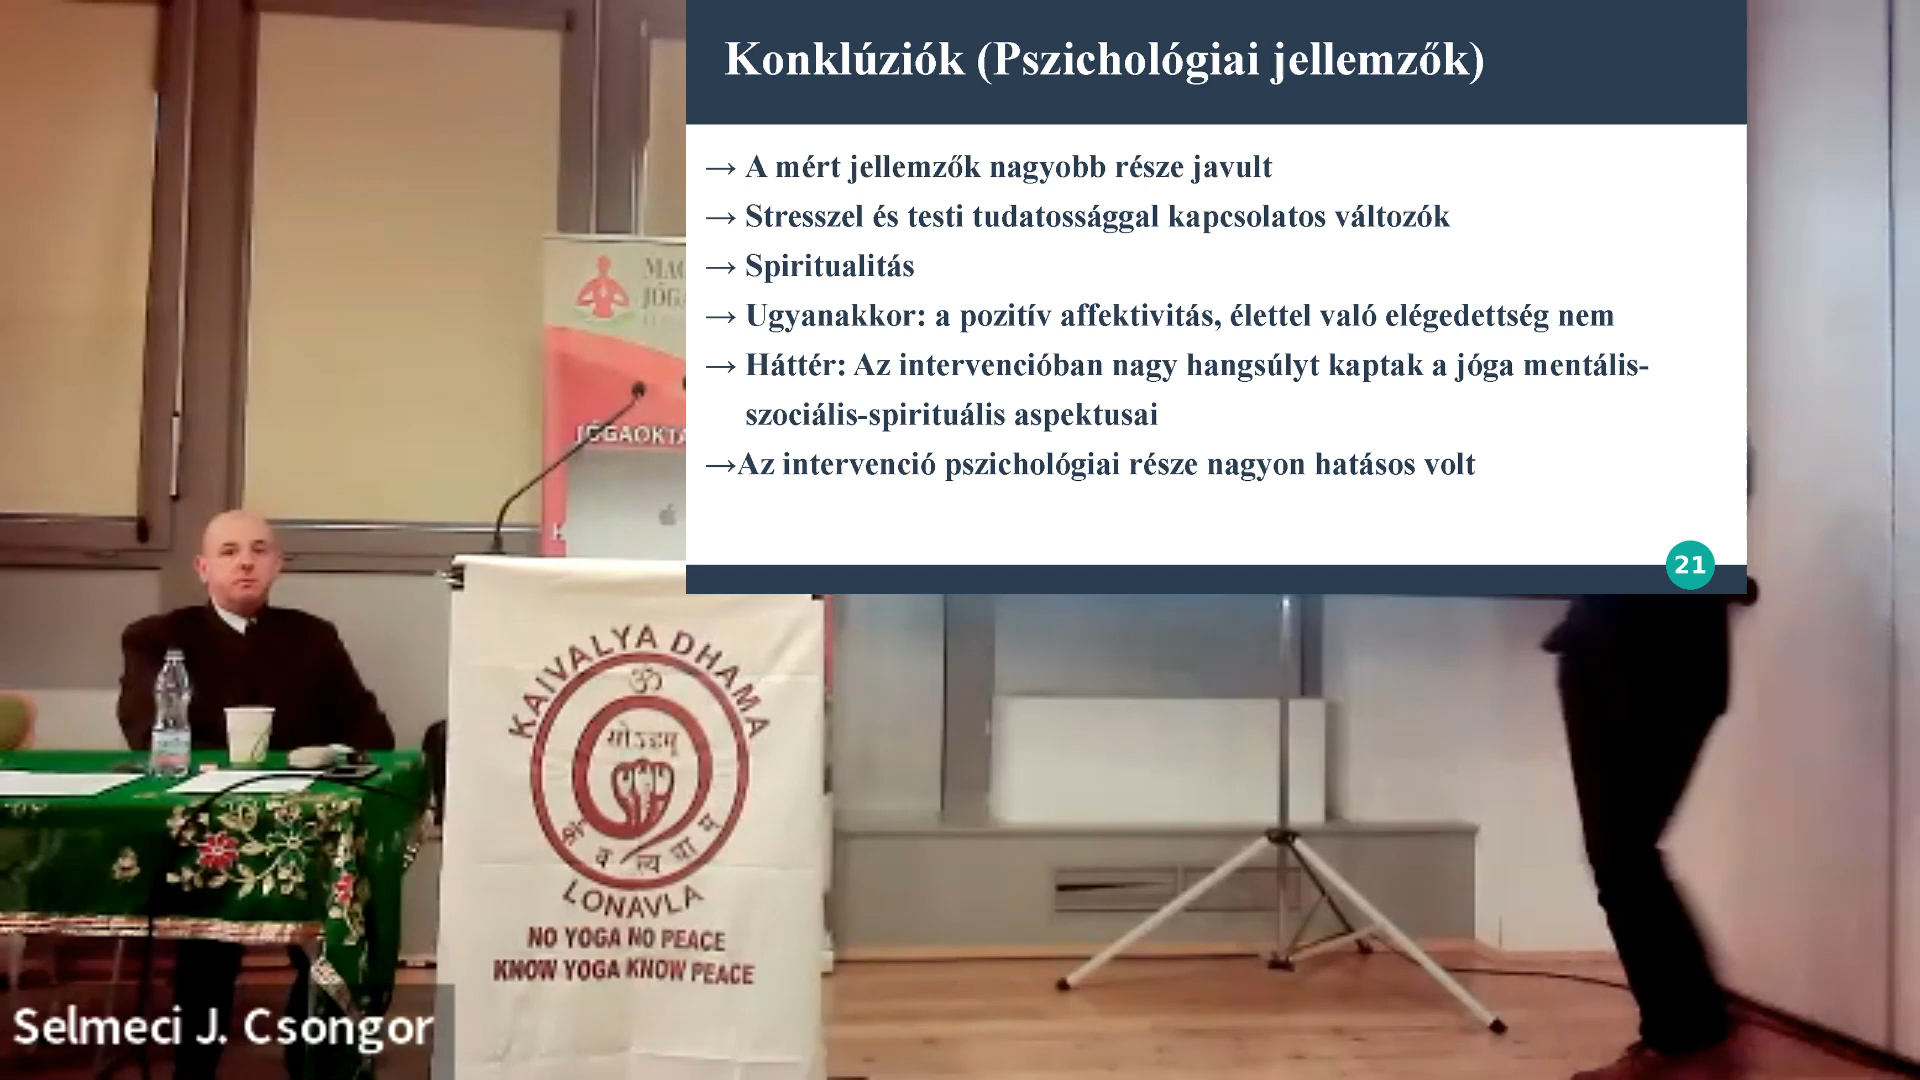 Konklúziók (Pszichológiai jellemzők)
→ A mért jellemzők nagyobb része javult
→ Stresszel és testi tudatossággal kapcsolatos változók
→ Spiritualitás
→ Ugyanakkor: a pozitív affektivitás, élettel való elégedettség nem
→ Háttér: Az intervencióban nagy hangsúlyt kaptak a jóga mentális-
szociális-spirituális aspektusai
→Az intervenció pszichológiai része nagyon hatásos volt
21
KAIVALYA DHAMA
ॐ
LONAVLA
NO YOGA NO PEACE
KNOW YOGA KNOW PEACE
Selmeci J. Csongor